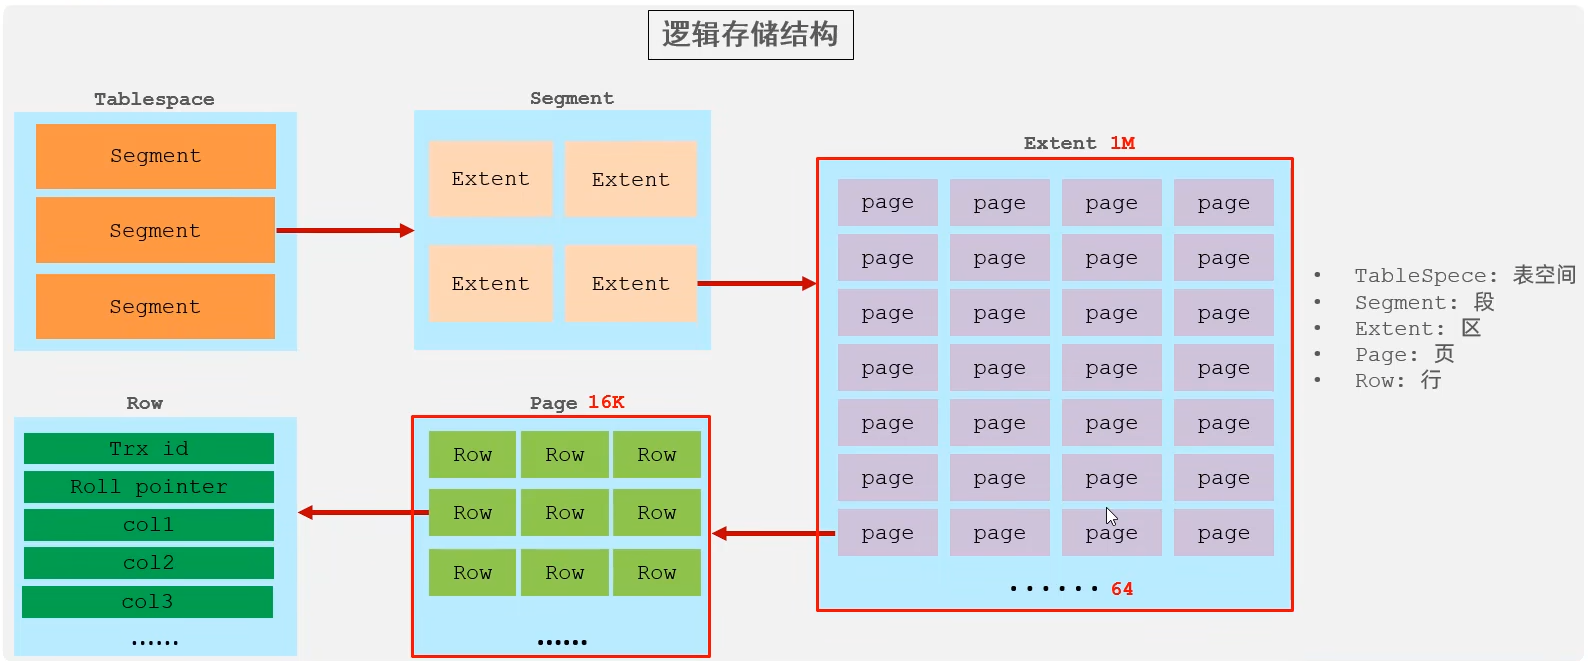 逻辑存储结构
Tablespace
Segment
Segment
Segment
Segment
Extent Extent
Extent Extent
Extent 1M
page page page page
page page page page
page page page page
page page page page
page page page page
page page page page
page page page page
······ 64
• TableSpece: 表空间
• Segment: 段
• Extent: 区
• Page: 页
• Row: 行
Row
Trx id
Roll pointer
col1
col2
col3
······
Page 16K
Row Row Row
Row Row Row
Row Row Row
······